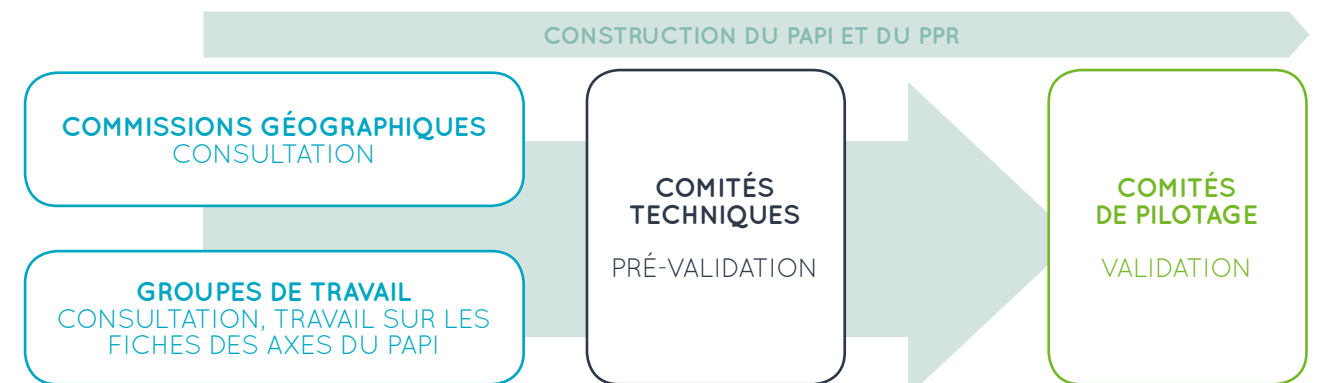 CONSTRUCTION DU PAPI ET DU PPR
COMMISSIONS GÉOGRAPHIQUES
CONSULTATION
GROUPES DE TRAVAIL
CONSULTATION, TRAVAIL SUR LES
FICHES DES AXES DU PAPI
COMITÉS
TECHNIQUES
PRÉ-VALIDATION
COMITÉS
DE PILOTAGE
VALIDATION